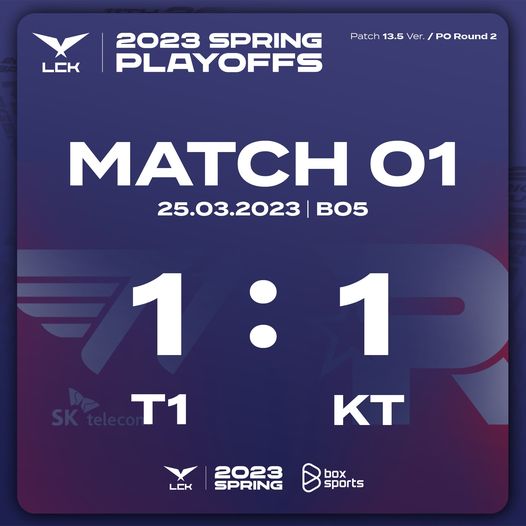 LCK
2023 SPRING
PLAYOFFS
Patch 13.5 Ver. / PO Round 2
MATCH 01
25.03.2023 | BO5
1 : 1
T1
KT
SK telecom
LCK
2023
SPRING
box
sports